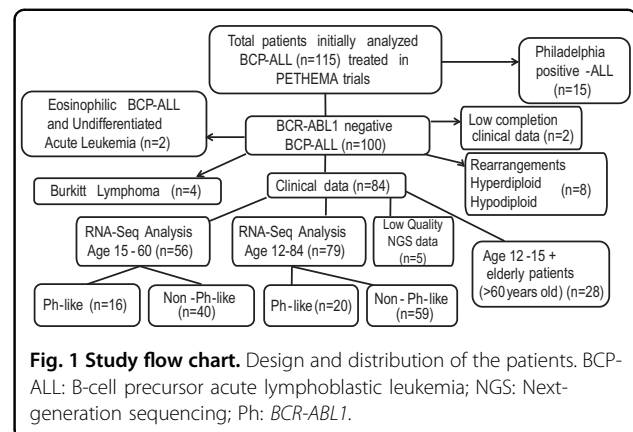 Total patients initially analyzed
BCP-ALL (n=115) treated in
PETHEMA trials
Philadelphia
positive -ALL
(n=15)
Eosinophilic BCP-ALL
and Undifferentiated
Acute Leukemia (n=2)
BCR-ABL1 negative
BCP-ALL (n=100)
Low completion
clinical data (n=2)
Burkitt Lymphoma (n=4)
Rearrangements
Hyperdiploid (n=8)
Hypodiploid
Clinical data (n=84)
RNA-Seq Analysis
Age 15-60 (n=56)
RNA-Seq Analysis
Age 12-84 (n=79)
Low Quality
NGS data
(n=5)
Age 12-15 +
elderly patients
(>60 years old) (n=28)
Ph-like (n=16)
Non-Ph-like
(n=40)
Ph-like (n=20)
Non-Ph-like
(n=59)
Fig. 1 Study flow chart. Design and distribution of the patients. BCP-
ALL: B-cell precursor acute lymphoblastic leukemia; NGS: Next-
generation sequencing; Ph: BCR-ABL1.